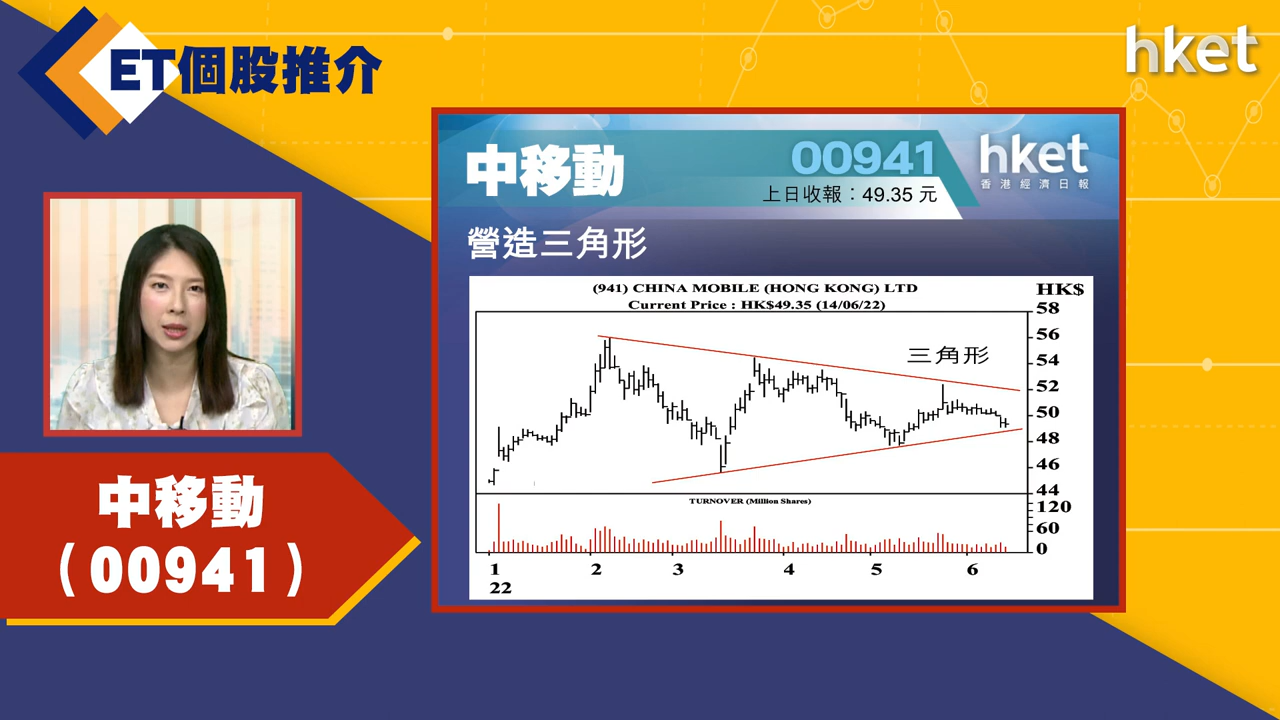 ET個股推介
hket
中移動
00941
hket
香港經濟日報
上日收報：49.35 元
營造三角形
(941) CHINA MOBILE (HONG KONG) LTD
Current Price : HK$49.35 (14/06/22)
HK$
58
56
54
52
50
48
46
44
三角形
TURNOVER (Million Shares)
120
60
0
1 2 3 4 5 6
22
中移動
（00941）